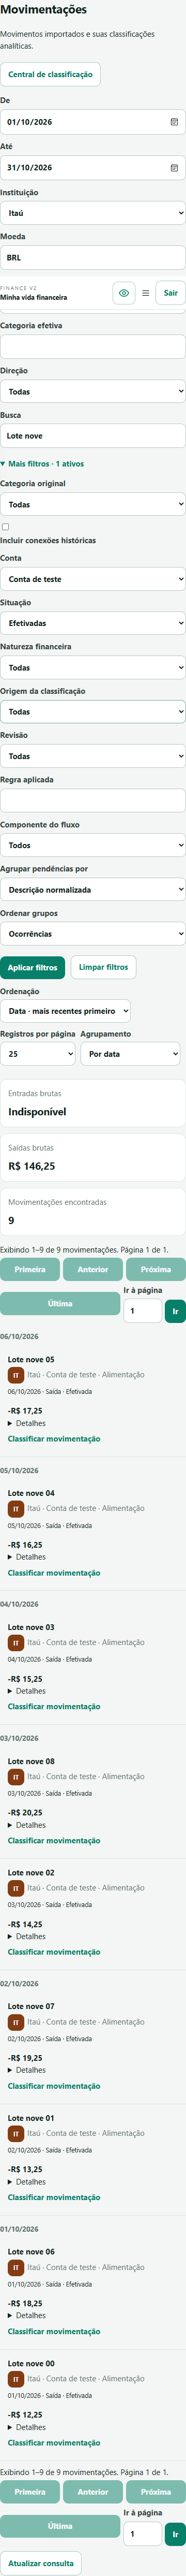 Movimentações
Movimentos importados e suas classificações
analíticas.
Central de classificação
De
01/10/2026
Até
31/10/2026
Instituição
Itaú
Moeda
BRL
FINANCE V2
Minha vida financeira
Sair
Categoria efetiva
Direção
Todas
Busca
Lote nove
▼ Mais filtros · 1 ativos
Categoria original
Todas
Incluir conexões históricas
Conta
Conta de teste
Situação
Efetivadas
Natureza financeira
Todas
Origem da classificação
Todas
Revisão
Todas
Regra aplicada
Componente do fluxo
Todos
Agrupar pendências por
Descrição normalizada
Ordenar grupos
Ocorrências
Aplicar filtros Limpar filtros
Ordenação
Data · mais recentes primeiro
Registros por página Agrupamento
25 Por data
Entradas brutas
Indisponível
Saídas brutas
R$ 146,25
Movimentações encontradas
9
Exibindo 1–9 de 9 movimentações. Página 1 de 1.
Primeira Anterior Próxima
Última
Ir à página
1 Ir
06/10/2026
Lote nove 05
IT Itaú · Conta de teste · Alimentação
06/10/2026 · Saída · Efetivada
-R$ 17,25
▶ Detalhes
Classificar movimentação
05/10/2026
Lote nove 04
IT Itaú · Conta de teste · Alimentação
05/10/2026 · Saída · Efetivada
-R$ 16,25
▶ Detalhes
Classificar movimentação
04/10/2026
Lote nove 03
IT Itaú · Conta de teste · Alimentação
04/10/2026 · Saída · Efetivada
-R$ 15,25
▶ Detalhes
Classificar movimentação
03/10/2026
Lote nove 08
IT Itaú · Conta de teste · Alimentação
03/10/2026 · Saída · Efetivada
-R$ 20,25
▶ Detalhes
Classificar movimentação
Lote nove 02
IT Itaú · Conta de teste · Alimentação
03/10/2026 · Saída · Efetivada
-R$ 14,25
▶ Detalhes
Classificar movimentação
02/10/2026
Lote nove 07
IT Itaú · Conta de teste · Alimentação
02/10/2026 · Saída · Efetivada
-R$ 19,25
▶ Detalhes
Classificar movimentação
Lote nove 01
IT Itaú · Conta de teste · Alimentação
02/10/2026 · Saída · Efetivada
-R$ 13,25
▶ Detalhes
Classificar movimentação
01/10/2026
Lote nove 06
IT Itaú · Conta de teste · Alimentação
01/10/2026 · Saída · Efetivada
-R$ 18,25
▶ Detalhes
Classificar movimentação
Lote nove 00
IT Itaú · Conta de teste · Alimentação
01/10/2026 · Saída · Efetivada
-R$ 12,25
▶ Detalhes
Classificar movimentação
Exibindo 1–9 de 9 movimentações. Página 1 de 1.
Primeira Anterior Próxima
Última
Ir à página
1 Ir
Atualizar consulta